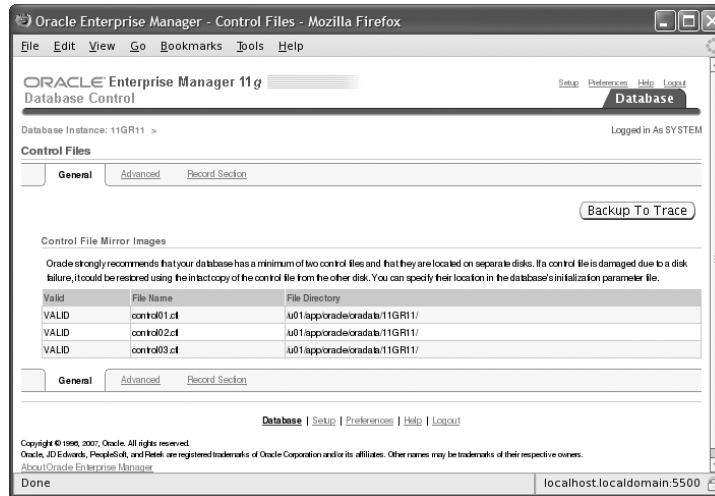 Oracle Enterprise Manager - Control Files - Mozilla Firefox
File Edit View Go Bookmarks Tools Help
ORACLE Enterprise Manager 11g
Database Control
Setup Preferences Help Logout
Database
Database Instance: 11GR11 >
Logged in As SYSTEM
Control Files
General Advanced Record Section
Backup To Trace
Control File Mirror Images
Oracle strongly recommends that your database has a minimum of two control files and that they are located on separate disks. If a control file is damaged due to a disk
failure, it could be restored using the intact copy of the control file from the other disk. You can specify their location in the database's initialization parameter file.
Valid File Name File Directory
VALID control01.ctl /u01/app/oracle/oradata/11GR11/
VALID control02.ctl /u01/app/oracle/oradata/11GR11/
VALID control03.ctl /u01/app/oracle/oradata/11GR11/
General Advanced Record Section
Database | Setup | Preferences | Help | Logout
Copyright © 1996, 2007, Oracle. All rights reserved.
Oracle, JD Edwards, PeopleSoft, and Retek are registered trademarks of Oracle Corporation and/or its affiliates. Other names may be trademarks of their respective owners.
About Oracle Enterprise Manager
Done localhost.localdomain:5500